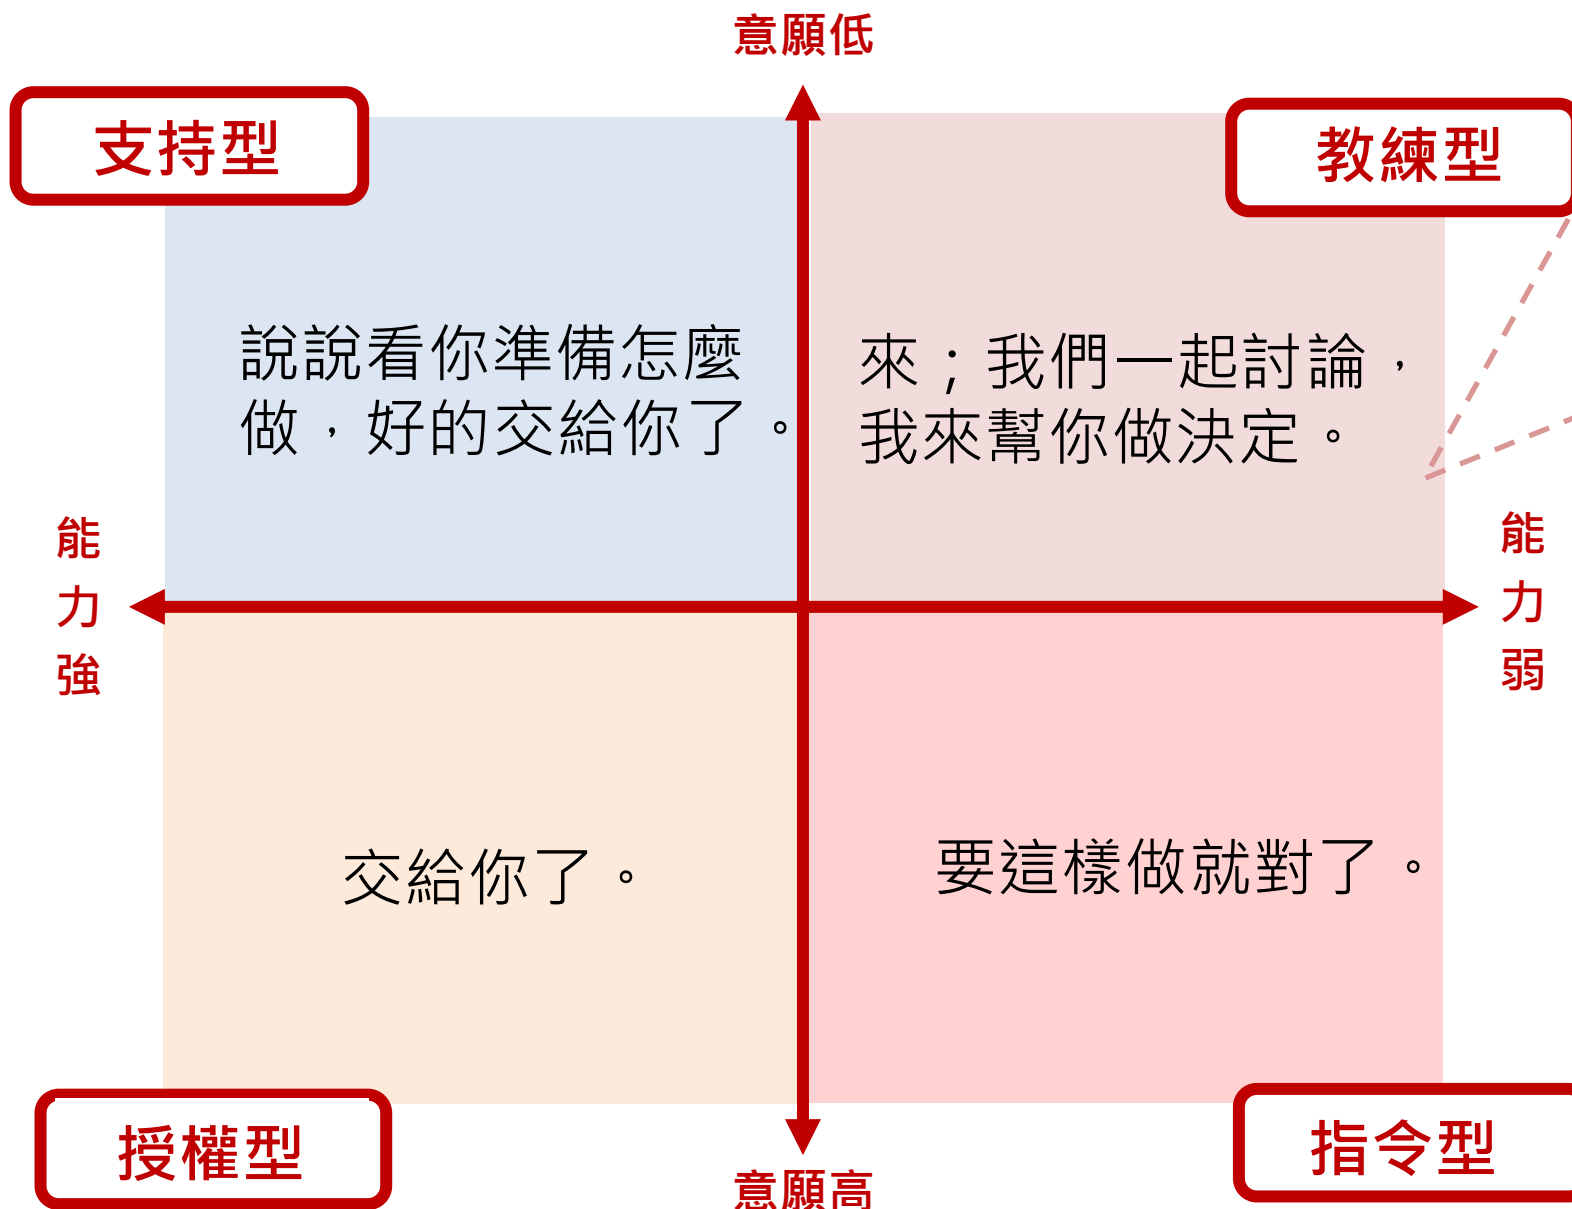 意願低
支持型
教練型
說說看你準備怎麼
做，好的交給你了。
來；我們一起討論，
我來幫你做決定。
能
力
強
能
力
弱
交給你了。
要這樣做就對了。
授權型
指令型
意願高